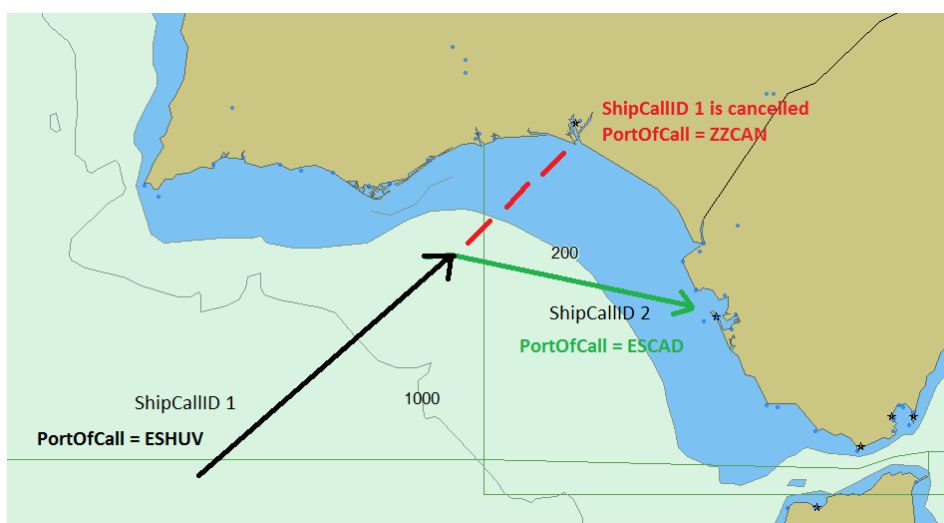 ShipCallID 1 is cancelled
PortOfCall = ZZCAN
200
ShipCallID 2
PortOfCall = ESCAD
ShipCallID 1
1000
PortOfCall = ESHUV